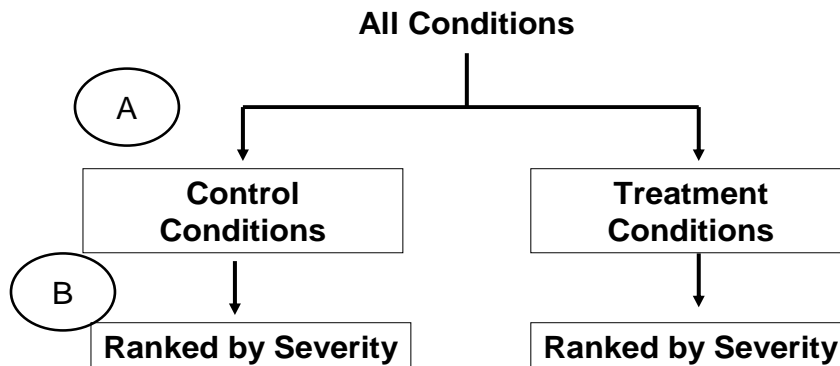 All Conditions
A
Control
Conditions
Treatment
Conditions
B
Ranked by Severity
Ranked by Severity